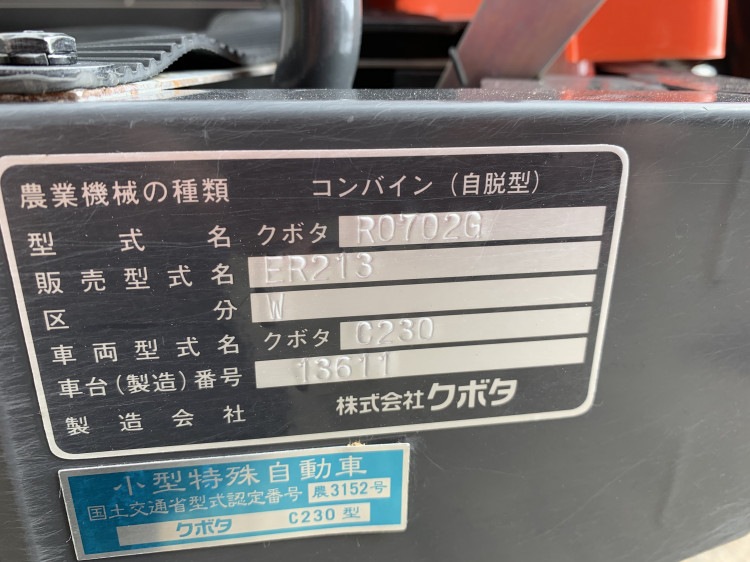 農業機械の種類 コンバイン(自脱型)
型式名 クボタ R0702G
販売型式名 ER213
区分 W
車両型式名 クボタ C230
車台(製造)番号 13611
製造会社 株式会社クボタ
小型特殊自動車
国土交通省型式認定番号 農3152号
クボタ C230型